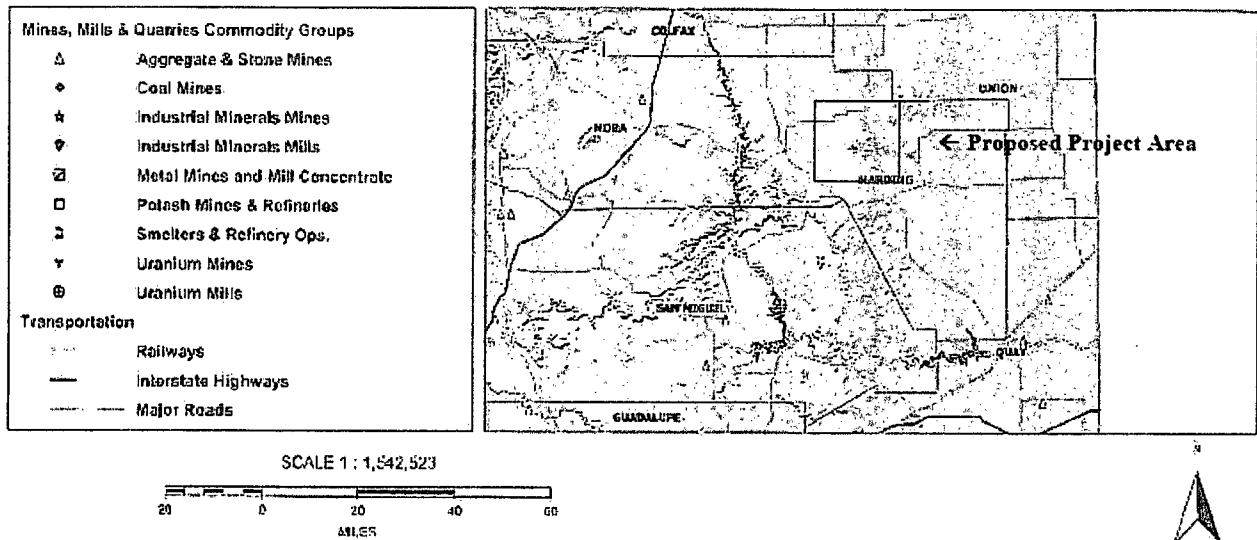 Mines, Mills & Quarries Commodity Groups
Aggregate & Stone Mines
Coal Mines
Industrial Minerals Mines
Industrial Minerals Mills
Metal Mines and Mill Concentrate
Potash Mines & Refineries
Smelters & Refinery Ops.
Uranium Mines
Uranium Mills
Transportation
Railways
Interstate Highways
Major Roads
COLFAX
UNION
MORA
← Proposed Project Area
HARDING
SAN MIGUEL
QUAY
GUADALUPE
SCALE 1 : 1,542,523
20 0 20 40 60
MILES
N